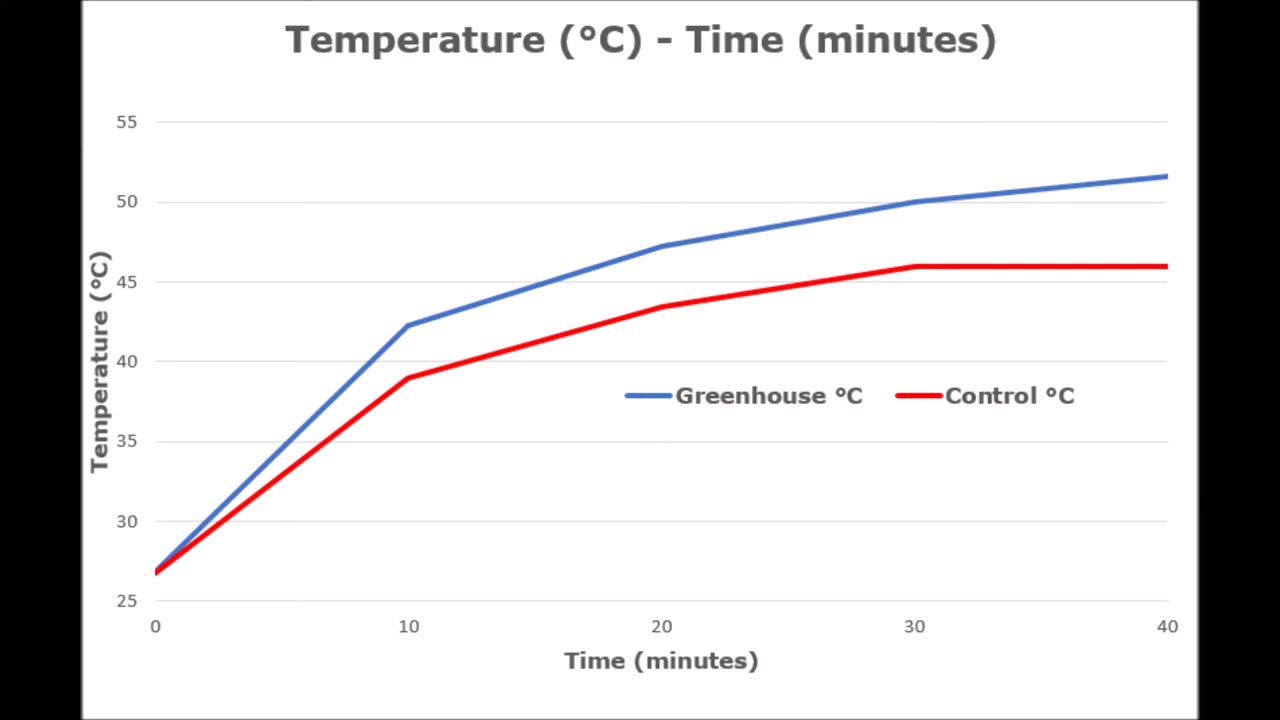 Temperature (°C) - Time (minutes)
55
50
45
40
35
30
25
Temperature (°C)
Greenhouse °C
Control °C
0 10 20 30 40
Time (minutes)